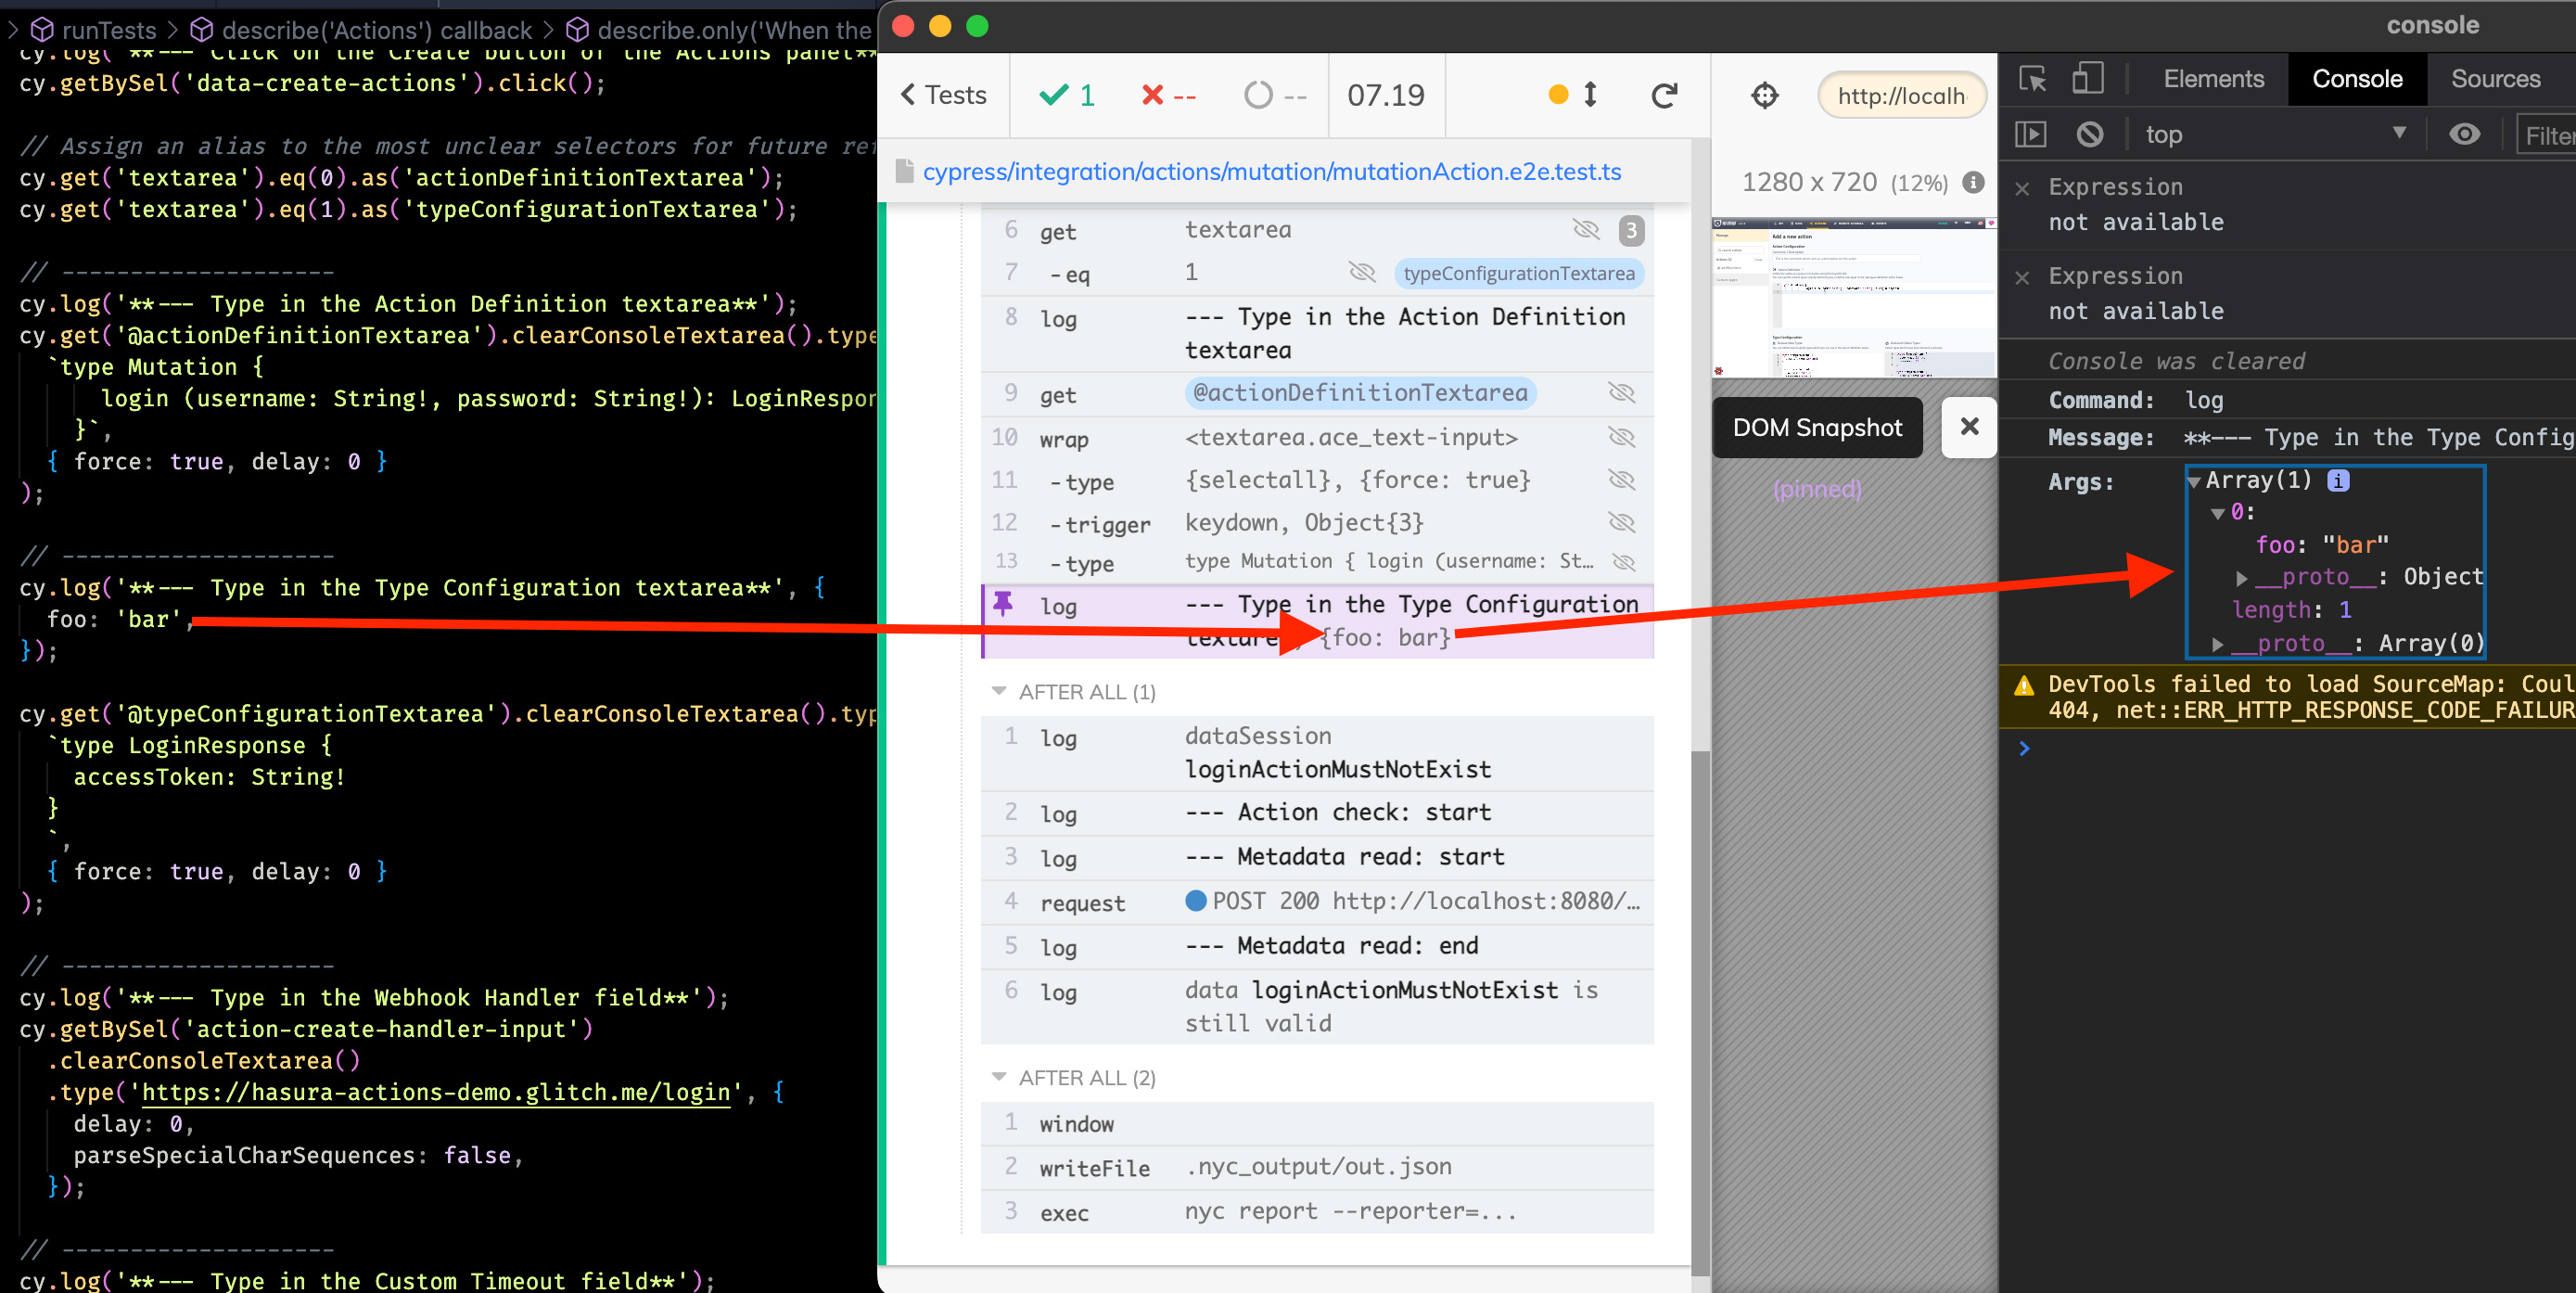 runTests > describe('Actions') callback > describe.only('When the
cy.log('**--- Click on the Create button of the Actions panel**
cy.getBySel('data-create-actions').click();
// Assign an alias to the most unclear selectors for future ref
cy.get('textarea').eq(0).as('actionDefinitionTextarea');
cy.get('textarea').eq(1).as('typeConfigurationTextarea');
// --------------------
cy.log('**--- Type in the Action Definition textarea**');
cy.get('@actionDefinitionTextarea').clearConsoleTextarea().type
`type Mutation {
login (username: String!, password: String!): LoginRespon
}`,
{ force: true, delay: 0 }
);
// --------------------
cy.log('**--- Type in the Type Configuration textarea**', {
foo: 'bar',
});
cy.get('@typeConfigurationTextarea').clearConsoleTextarea().typ
`type LoginResponse {
accessToken: String!
}
`,
{ force: true, delay: 0 }
);
// --------------------
cy.log('**--- Type in the Webhook Handler field**');
cy.getBySel('action-create-handler-input')
.clearConsoleTextarea()
.type('https://hasura-actions-demo.glitch.me/login', {
delay: 0,
parseSpecialCharSequences: false,
});
// --------------------
cy.log('**--- Type in the Custom Timeout field**');
console
< Tests
1
--
--
07.19
cypress/integration/actions/mutation/mutationAction.e2e.test.ts
6 get textarea 3
7 -eq 1 typeConfigurationTextarea
8 log --- Type in the Action Definition
textarea
9 get @actionDefinitionTextarea
10 wrap <textarea.ace_text-input>
11 -type {selectall}, {force: true}
12 -trigger keydown, Object{3}
13 -type type Mutation { login (username: St...
log --- Type in the Type Configuration
textarea, {foo: bar}
AFTER ALL (1)
1 log dataSession
loginActionMustNotExist
2 log --- Action check: start
3 log --- Metadata read: start
4 request POST 200 http://localhost:8080/...
5 log --- Metadata read: end
6 log data loginActionMustNotExist is
still valid
AFTER ALL (2)
1 window
2 writeFile .nyc_output/out.json
3 exec nyc report --reporter=...
http://localh
1280 x 720 (12%)
Add a new action
DOM Snapshot
(pinned)
Elements Console Sources
top Filter
Expression
not available
Expression
not available
Console was cleared
Command: log
Message: **--- Type in the Type Config
Args: Array(1)
0:
foo: "bar"
__proto__: Object
length: 1
__proto__: Array(0)
DevTools failed to load SourceMap: Coul
404, net::ERR_HTTP_RESPONSE_CODE_FAILUR